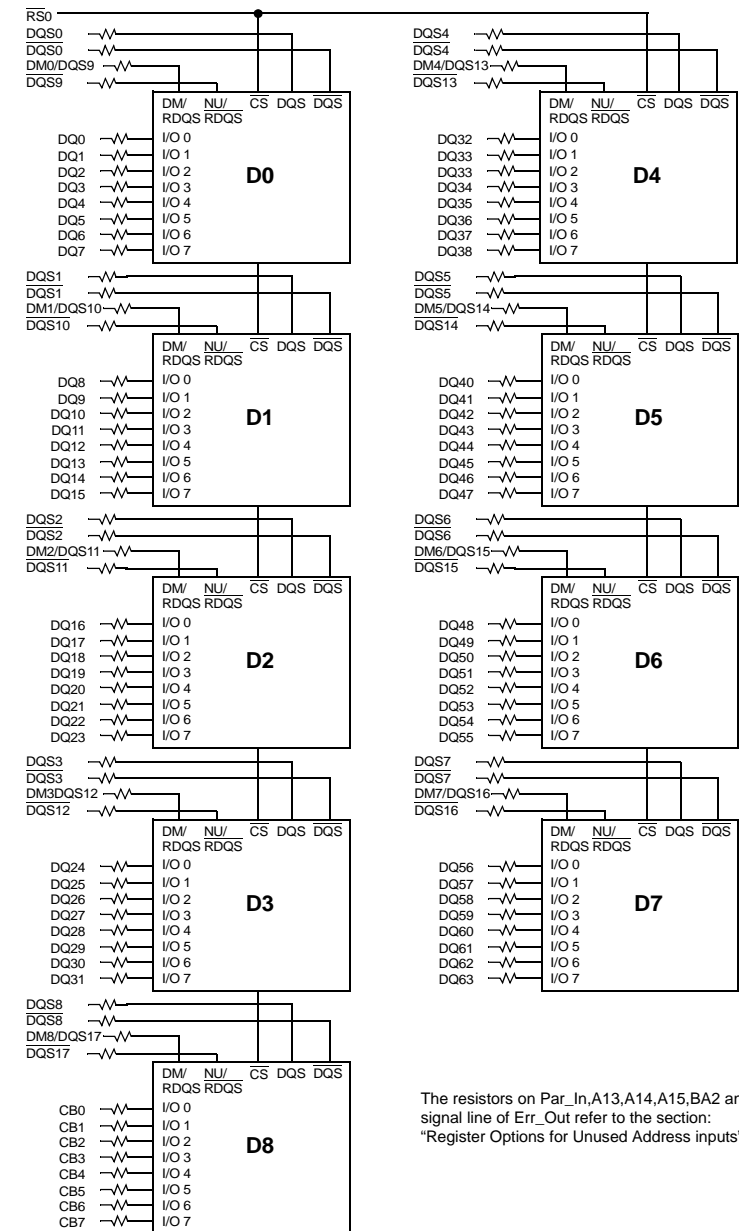 RS0
DQS0
DQS0
DM0/DQS9
DQS9
DM/ NU/ CS DQS DQS
RDQS RDQS
DQ0 I/O 0
DQ1 I/O 1
DQ2 I/O 2
DQ3 I/O 3
DQ4 I/O 4
DQ5 I/O 5
DQ6 I/O 6
DQ7 I/O 7
D0
DQS1
DQS1
DM1/DQS10
DQS10
DM/ NU/ CS DQS DQS
RDQS RDQS
DQ8 I/O 0
DQ9 I/O 1
DQ10 I/O 2
DQ11 I/O 3
DQ12 I/O 4
DQ13 I/O 5
DQ14 I/O 6
DQ15 I/O 7
D1
DQS2
DQS2
DM2/DQS11
DQS11
DM/ NU/ CS DQS DQS
RDQS RDQS
DQ16 I/O 0
DQ17 I/O 1
DQ18 I/O 2
DQ19 I/O 3
DQ20 I/O 4
DQ21 I/O 5
DQ22 I/O 6
DQ23 I/O 7
D2
DQS3
DQS3
DM3DQS12
DQS12
DM/ NU/ CS DQS DQS
RDQS RDQS
DQ24 I/O 0
DQ25 I/O 1
DQ26 I/O 2
DQ27 I/O 3
DQ28 I/O 4
DQ29 I/O 5
DQ30 I/O 6
DQ31 I/O 7
D3
DQS8
DQS8
DM8/DQS17
DQS17
DM/ NU/ CS DQS DQS
RDQS RDQS
CB0 I/O 0
CB1 I/O 1
CB2 I/O 2
CB3 I/O 3
CB4 I/O 4
CB5 I/O 5
CB6 I/O 6
CB7 I/O 7
D8
DQS4
DQS4
DM4/DQS13
DQS13
DM/ NU/ CS DQS DQS
RDQS RDQS
DQ32 I/O 0
DQ33 I/O 1
DQ33 I/O 2
DQ34 I/O 3
DQ35 I/O 4
DQ36 I/O 5
DQ37 I/O 6
DQ38 I/O 7
D4
DQS5
DQS5
DM5/DQS14
DQS14
DM/ NU/ CS DQS DQS
RDQS RDQS
DQ40 I/O 0
DQ41 I/O 1
DQ42 I/O 2
DQ43 I/O 3
DQ44 I/O 4
DQ45 I/O 5
DQ46 I/O 6
DQ47 I/O 7
D5
DQS6
DQS6
DM6/DQS15
DQS15
DM/ NU/ CS DQS DQS
RDQS RDQS
DQ48 I/O 0
DQ49 I/O 1
DQ50 I/O 2
DQ51 I/O 3
DQ52 I/O 4
DQ53 I/O 5
DQ54 I/O 6
DQ55 I/O 7
D6
DQS7
DQS7
DM7/DQS16
DQS16
DM/ NU/ CS DQS DQS
RDQS RDQS
DQ56 I/O 0
DQ57 I/O 1
DQ58 I/O 2
DQ59 I/O 3
DQ60 I/O 4
DQ61 I/O 5
DQ62 I/O 6
DQ63 I/O 7
D7
The resistors on Par_In,A13,A14,A15,BA2
signal line of Err_Out refer to the section:
“Register Options for Unused Address inputs”